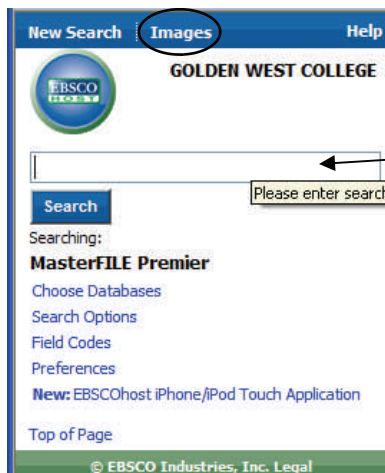 New Search Images Help
GOLDEN WEST COLLEGE
EBSCO
HOST
Please enter search
Search
Searching:
MasterFILE Premier
Choose Databases
Search Options
Field Codes
Preferences
New: EBSCOhost iPhone/iPod Touch Application
Top of Page
© EBSCO Industries, Inc. Legal